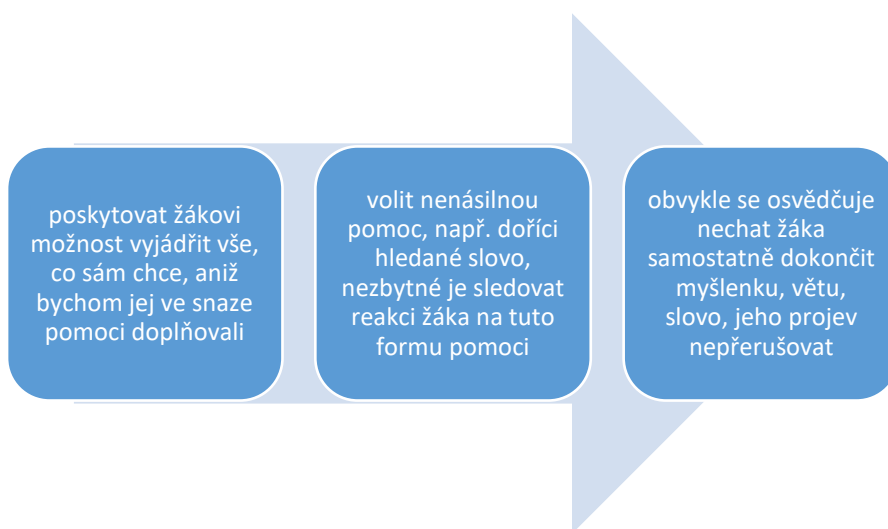 poskytovat žákovi
možnost vyjádřit vše,
co sám chce, aniž
bychom jej ve snaze
pomoci doplňovali
volit nenásilnou
pomoc, např. doříci
hledané slovo,
nezbytné je sledovat
reakci žáka na tuto
formu pomoci
obvykle se osvědčuje
nechat žáka
samostatně dokončit
myšlenku, větu,
slovo, jeho projev
nepřerušovat